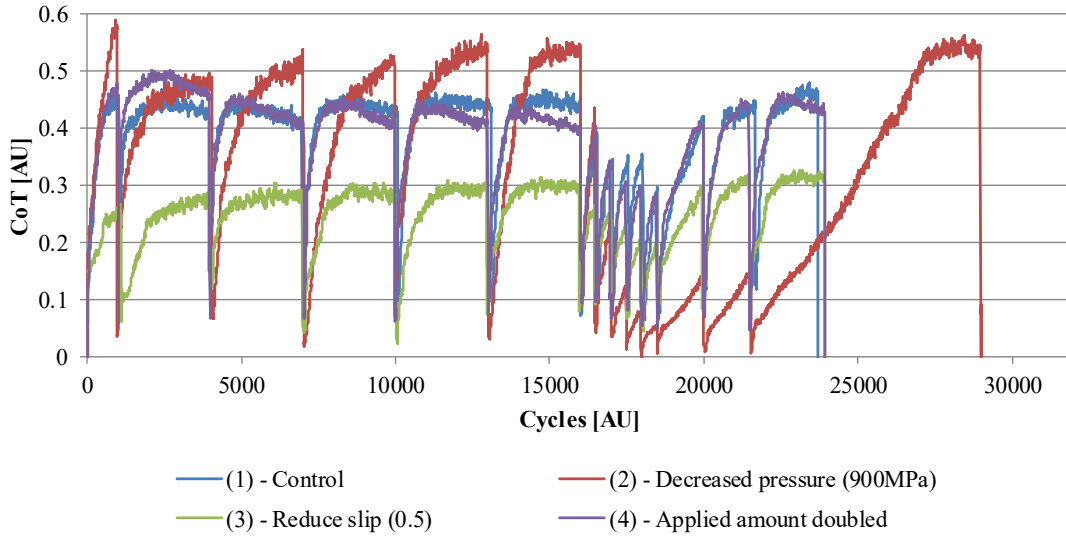 0.6
0.5
0.4
0.3
0.2
0.1
0
CoT [AU]
0 5000 10000 15000 20000 25000 30000
Cycles [AU]
(1) - Control (2) - Decreased pressure (900MPa)
(3) - Reduce slip (0.5) (4) - Applied amount doubled